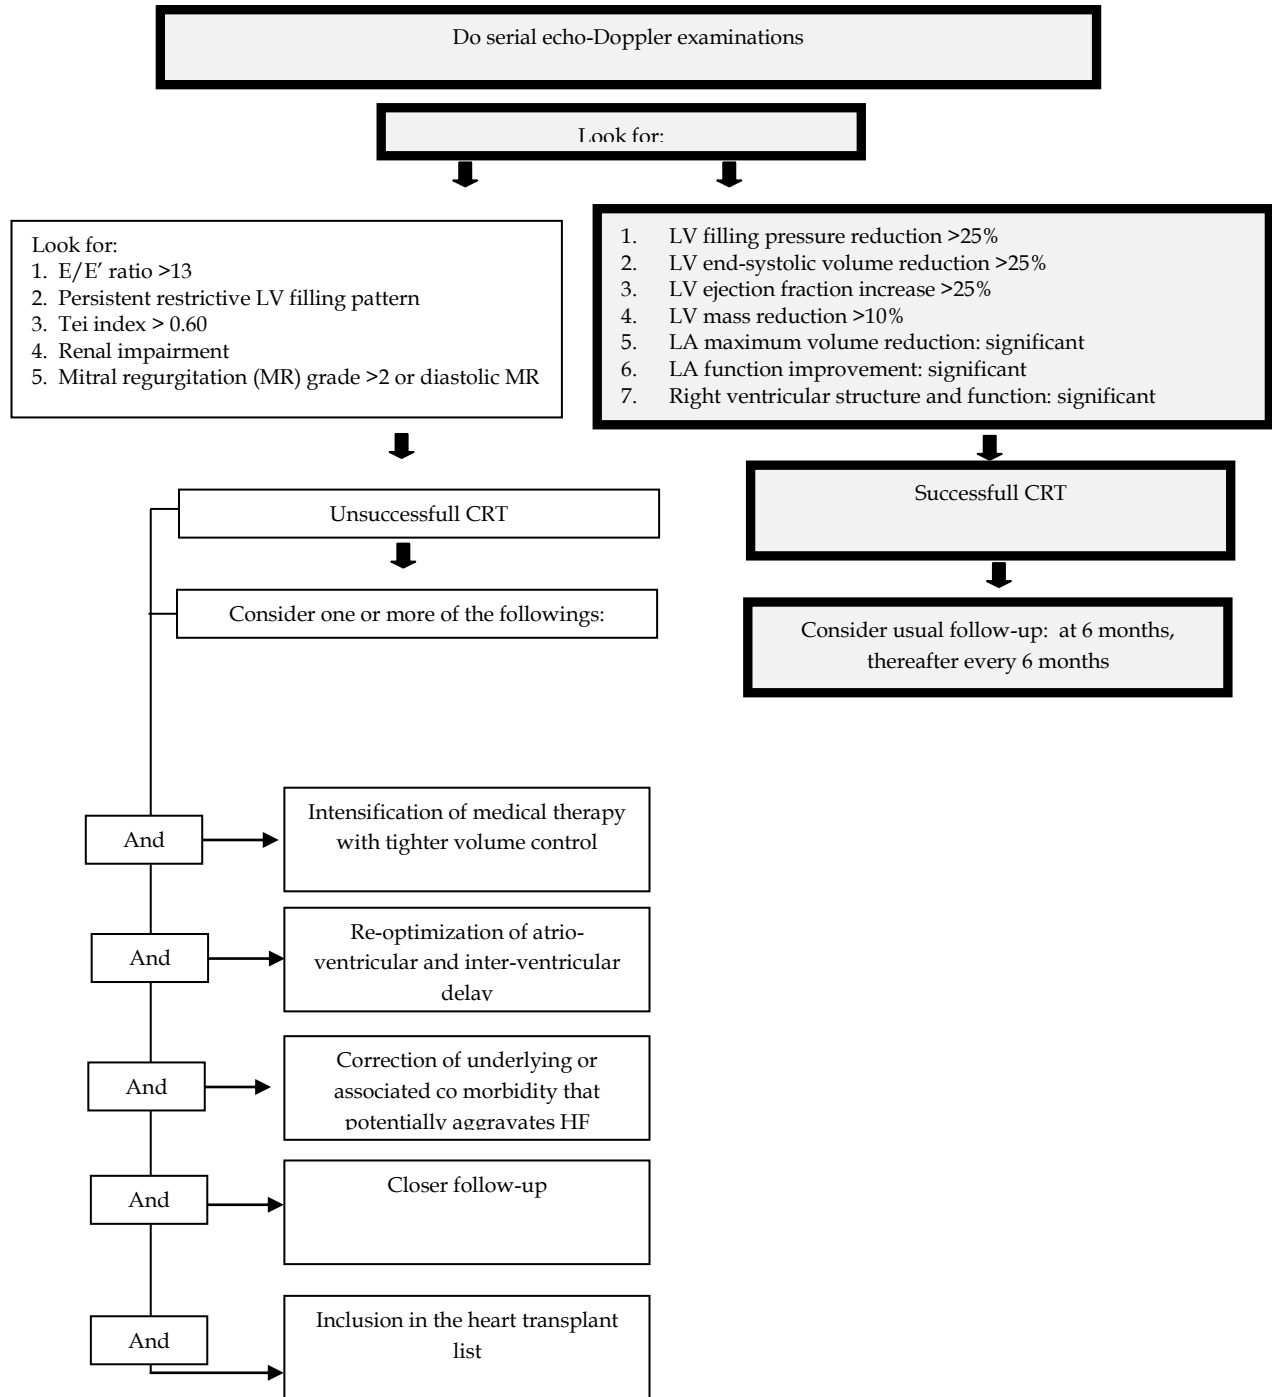 Do serial echo-Doppler examinations
Look for:
Look for:
1. E/E’ ratio >13
2. Persistent restrictive LV filling pattern
3. Tei index > 0.60
4. Renal impairment
5. Mitral regurgitation (MR) grade >2 or diastolic MR
1. LV filling pressure reduction >25%
2. LV end-systolic volume reduction >25%
3. LV ejection fraction increase >25%
4. LV mass reduction >10%
5. LA maximum volume reduction: significant
6. LA function improvement: significant
7. Right ventricular structure and function: significant
Unsuccessfull CRT
Successfull CRT
Consider one or more of the followings:
Consider usual follow-up: at 6 months,
thereafter every 6 months
And
Intensification of medical therapy
with tighter volume control
And
Re-optimization of atrio-
ventricular and inter-ventricular
delay
And
Correction of underlying or
associated co morbidity that
potentially aggravates HF
And
Closer follow-up
And
Inclusion in the heart transplant
list